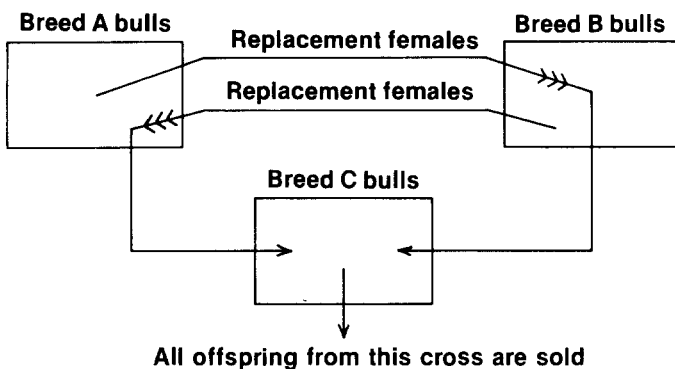 Breed A bulls
Replacement females
Breed B bulls
Replacement females
Breed C bulls
All offspring from this cross are sold